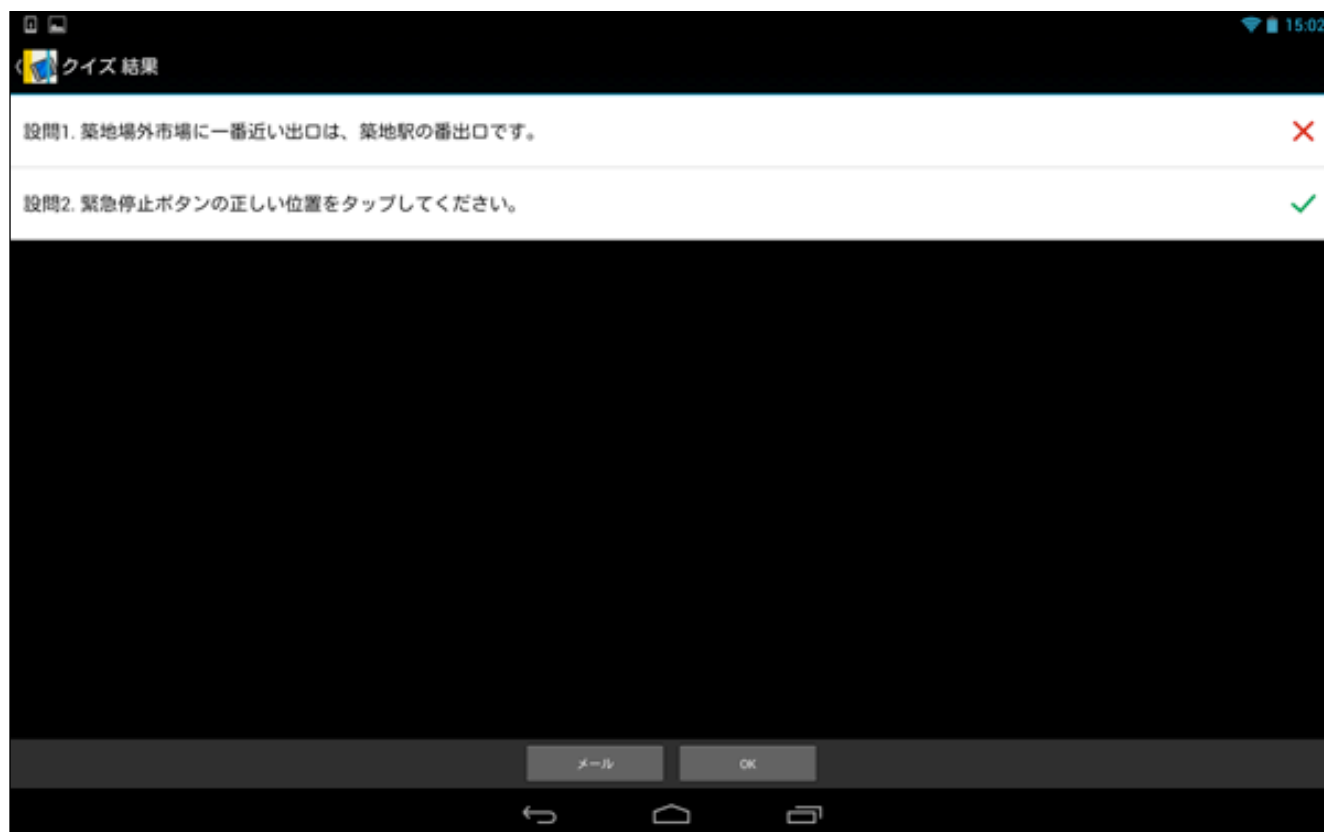 15:02
クイズ 結果
設問1. 築地場外市場に一番近い出口は、築地駅の番出口です。
設問2. 緊急停止ボタンの正しい位置をタップしてください。
メール
OK